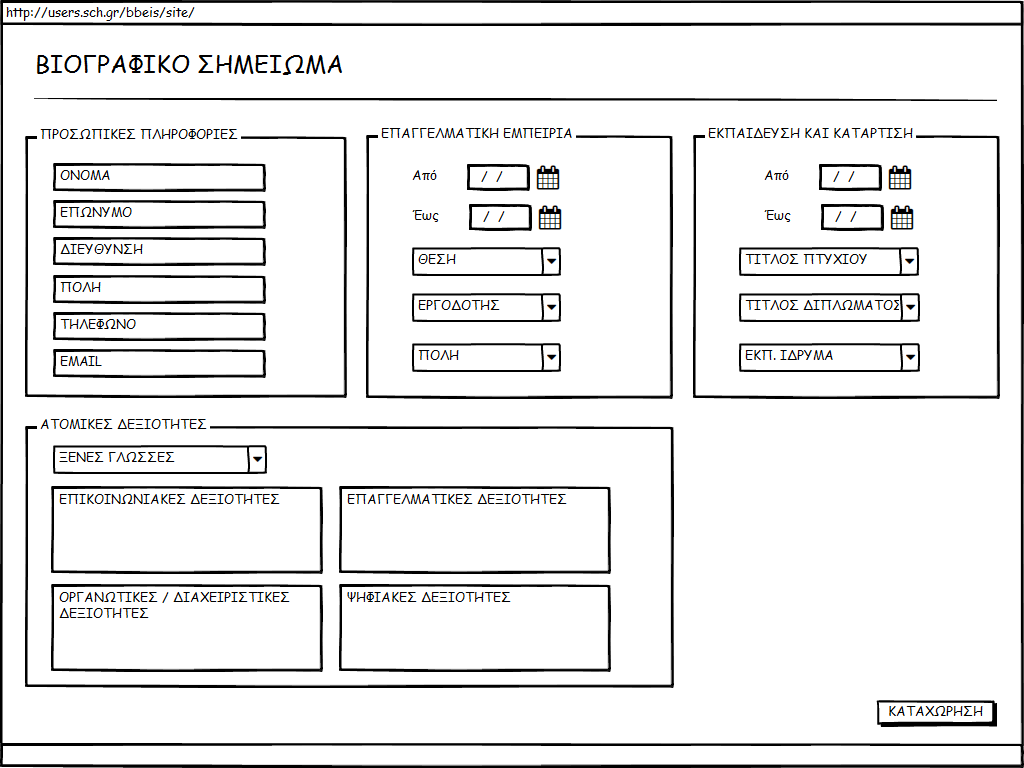 http://users.sch.gr/bbeis/site/
ΒΙΟΓΡΑΦΙΚΟ ΣΗΜΕΙΩΜΑ
ΠΡΟΣΩΠΙΚΕΣ ΠΛΗΡΟΦΟΡΙΕΣ
ΟΝΟΜΑ
ΕΠΩΝΥΜΟ
ΔΙΕΥΘΥΝΣΗ
ΠΟΛΗ
ΤΗΛΕΦΩΝΟ
EMAIL
ΕΠΑΓΓΕΛΜΑΤΙΚΗ ΕΜΠΕΙΡΙΑ
Από / /
Έως / /
ΘΕΣΗ
ΕΡΓΟΔΟΤΗΣ
ΠΟΛΗ
ΕΚΠΑΙΔΕΥΣΗ ΚΑΙ ΚΑΤΑΡΤΙΣΗ
Από / /
Έως / /
ΤΙΤΛΟΣ ΠΤΥΧΙΟΥ
ΤΙΤΛΟΣ ΔΙΠΛΩΜΑΤΟΣ
ΕΚΠ. ΙΔΡΥΜΑ
ΑΤΟΜΙΚΕΣ ΔΕΞΙΟΤΗΤΕΣ
ΞΕΝΕΣ ΓΛΩΣΣΕΣ
ΕΠΙΚΟΙΝΩΝΙΑΚΕΣ ΔΕΞΙΟΤΗΤΕΣ
ΕΠΑΓΓΕΛΜΑΤΙΚΕΣ ΔΕΞΙΟΤΗΤΕΣ
ΟΡΓΑΝΩΤΙΚΕΣ / ΔΙΑΧΕΙΡΙΣΤΙΚΕΣ
ΔΕΞΙΟΤΗΤΕΣ
ΨΗΦΙΑΚΕΣ ΔΕΞΙΟΤΗΤΕΣ
ΚΑΤΑΧΩΡΗΣΗ